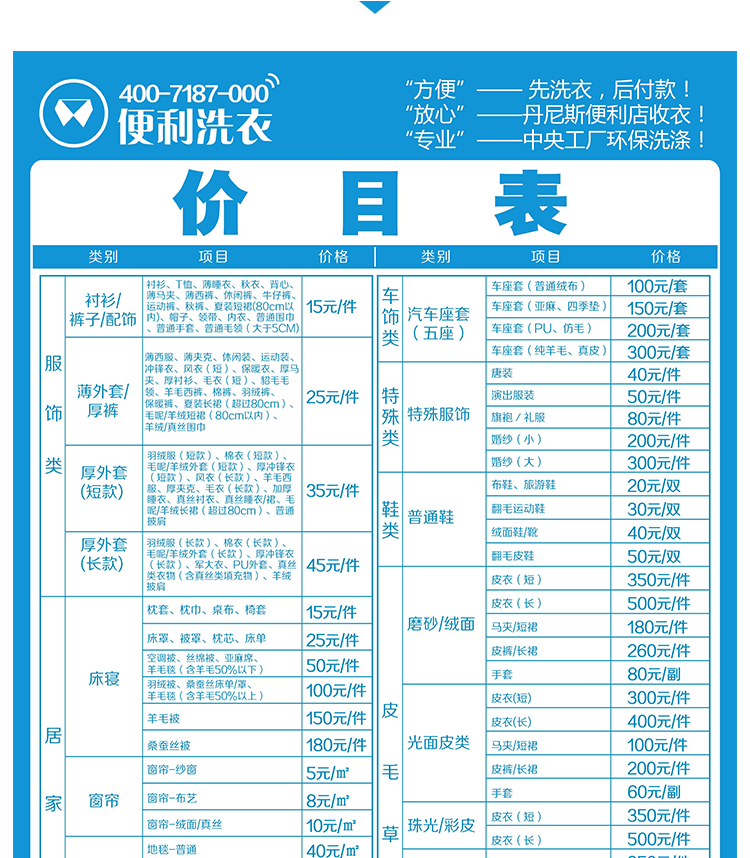 400-7187-000
便利洗衣
“方便” —— 先洗衣，后付款！
“放心” ——丹尼斯便利店收衣！
“专业” ——中央工厂环保洗涤！
价目表
类别 项目 价格
服饰类
衬衫/
裤子/配饰
衬衫、T恤、薄睡衣、秋衣、背心、
薄马夹、薄西裤、休闲裤、牛仔裤、
运动裤、秋裤、夏装短裙(80cm以
内)、帽子、领带、内衣、普通围巾
、普通手套、普通毛领（大于5CM）
15元/件
薄外套/
厚裤
薄西服、薄夹克、休闲装、运动装、
冲锋衣、风衣（短）、保暖衣、厚马
夹、厚衬衫、毛衣（短）、貂毛毛
领、羊毛西裤、棉裤、羽绒裤、
保暖裤、夏装长裙（超过80cm）、
毛呢/羊绒短裙（80cm以内）、
羊绒/真丝围巾
25元/件
厚外套
(短款)
羽绒服（短款）、棉衣（短款）、
毛呢/羊绒外套（短款）、厚冲锋衣
（短款）、风衣（长款）、羊毛西
服、厚夹克、毛衣（长款）、加厚
睡衣、真丝衬衣、真丝睡衣/裙、毛
呢/羊绒长裙（超过80cm）、普通
披肩
35元/件
厚外套
(长款)
羽绒服（长款）、棉衣（长款）、
毛呢/羊绒外套（长款）、厚冲锋衣
（长款）、军大衣、PU外套、真丝
类衣物（含真丝类填充物）、羊绒
披肩
45元/件
居家
床寝
枕套、枕巾、桌布、椅套 15元/件
床罩、被罩、枕芯、床单 25元/件
空调被、丝绵被、亚麻席、
羊毛毯（含羊毛50%以下）
50元/件
羽绒被、桑蚕丝床单/罩、
羊毛毯（含羊毛50%以上）
100元/件
羊毛被 150元/件
桑蚕丝被 180元/件
窗帘
窗帘-纱窗 5元/㎡
窗帘-布艺 8元/㎡
窗帘-绒面/真丝 10元/㎡
地毯-普通 40元/㎡
类别 项目 价格
车饰类
汽车座套
（五座）
车座套（普通绒布） 100元/套
车座套（亚麻、四季垫） 150元/套
车座套（PU、仿毛） 200元/套
车座套（纯羊毛、真皮） 300元/套
特殊类
特殊服饰
唐装 40元/件
演出服装 50元/件
旗袍/礼服 80元/件
婚纱（小） 200元/件
婚纱（大） 300元/件
鞋类
普通鞋
布鞋、旅游鞋 20元/双
翻毛运动鞋 30元/双
绒面鞋/靴 40元/双
翻毛皮鞋 50元/双
皮毛草
磨砂/绒面
皮衣（短） 350元/件
皮衣（长） 500元/件
马夹/短裙 180元/件
皮裤/长裙 260元/件
手套 80元/副
光面皮类
皮衣(短) 300元/件
皮衣(长) 400元/件
马夹/短裙 100元/件
皮裤/长裙 200元/件
手套 60元/副
珠光/彩皮
皮衣（短） 350元/件
皮衣（长） 500元/件